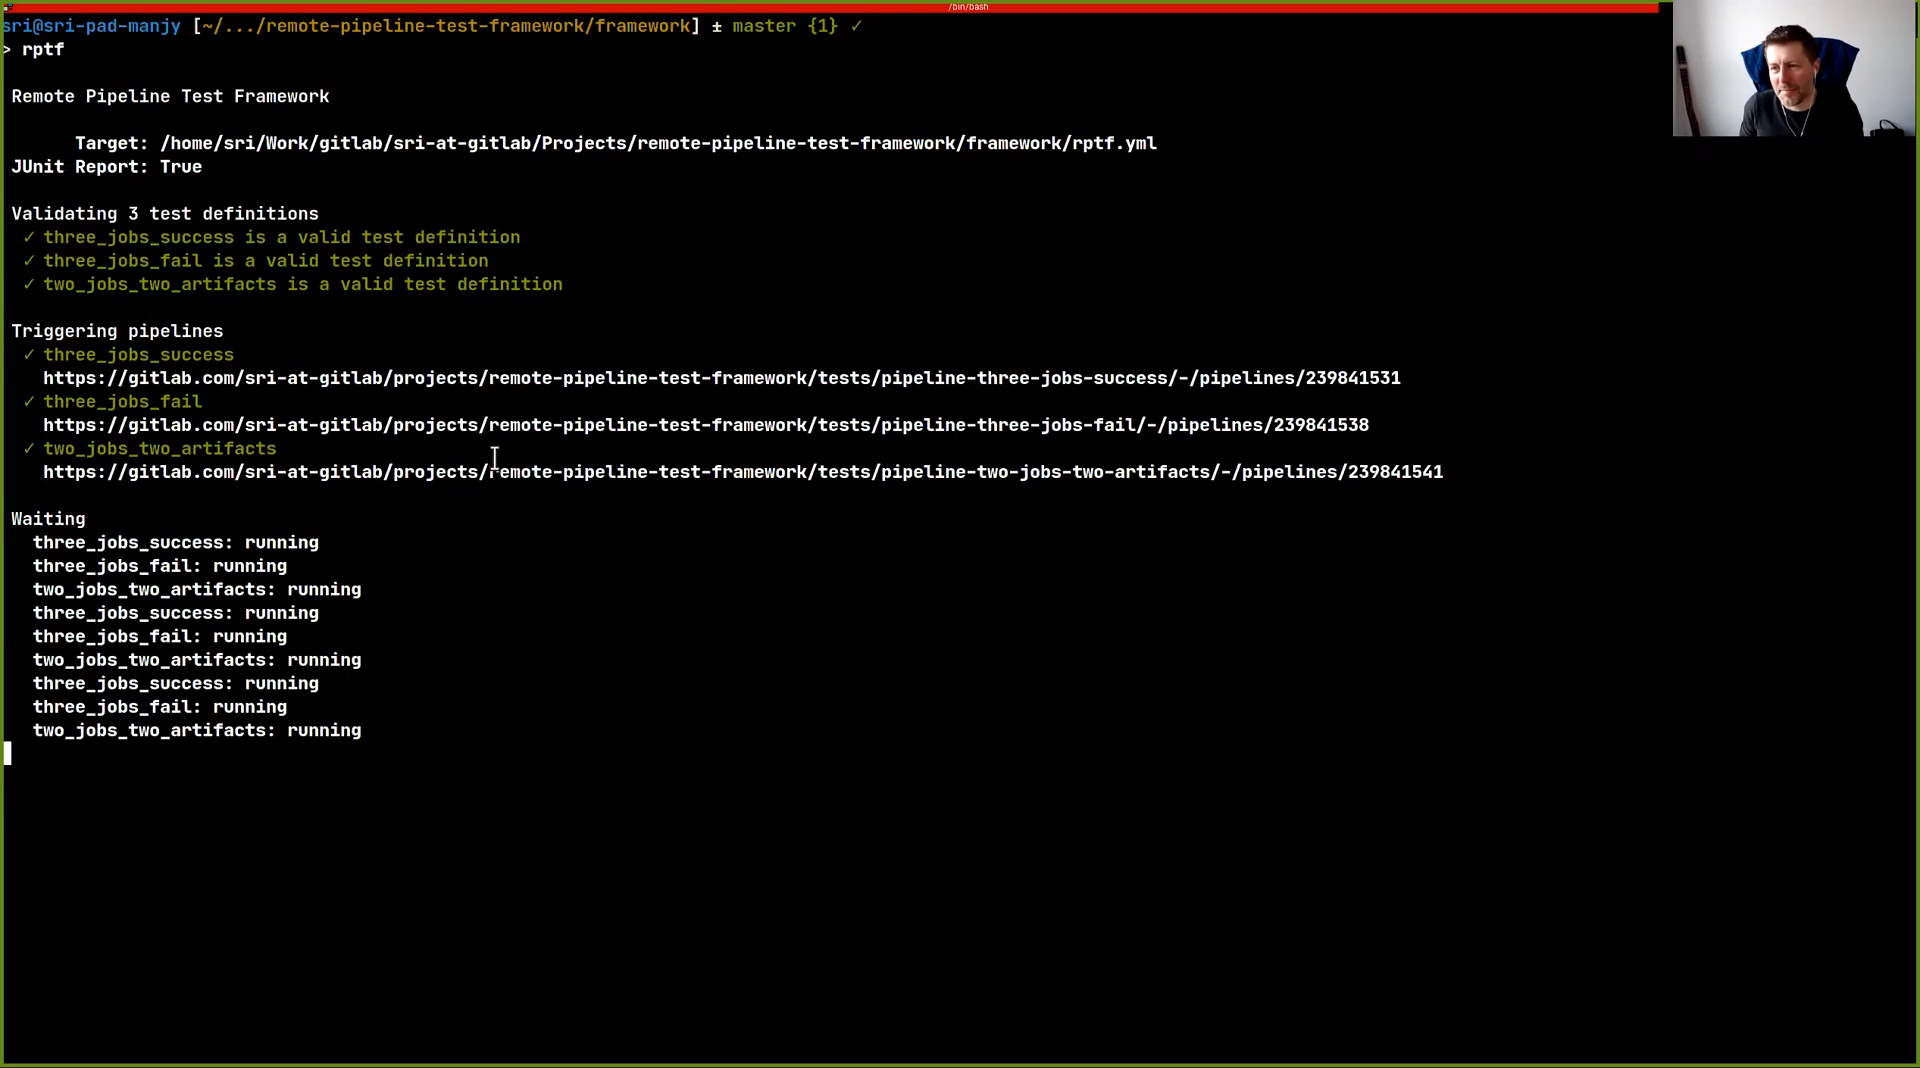 /bin/bash
sri@sri-pad-manjy [~/.../remote-pipeline-test-framework/framework] ± master {1} ✓
> rptf
Remote Pipeline Test Framework
Target: /home/sri/Work/gitlab/sri-at-gitlab/Projects/remote-pipeline-test-framework/framework/rptf.yml
JUnit Report: True
Validating 3 test definitions
✓ three_jobs_success is a valid test definition
✓ three_jobs_fail is a valid test definition
✓ two_jobs_two_artifacts is a valid test definition
Triggering pipelines
✓ three_jobs_success
https://gitlab.com/sri-at-gitlab/projects/remote-pipeline-test-framework/tests/pipeline-three-jobs-success/-/pipelines/239841531
✓ three_jobs_fail
https://gitlab.com/sri-at-gitlab/projects/remote-pipeline-test-framework/tests/pipeline-three-jobs-fail/-/pipelines/239841538
✓ two_jobs_two_artifacts
https://gitlab.com/sri-at-gitlab/projects/remote-pipeline-test-framework/tests/pipeline-two-jobs-two-artifacts/-/pipelines/239841541
Waiting
three_jobs_success: running
three_jobs_fail: running
two_jobs_two_artifacts: running
three_jobs_success: running
three_jobs_fail: running
two_jobs_two_artifacts: running
three_jobs_success: running
three_jobs_fail: running
two_jobs_two_artifacts: running